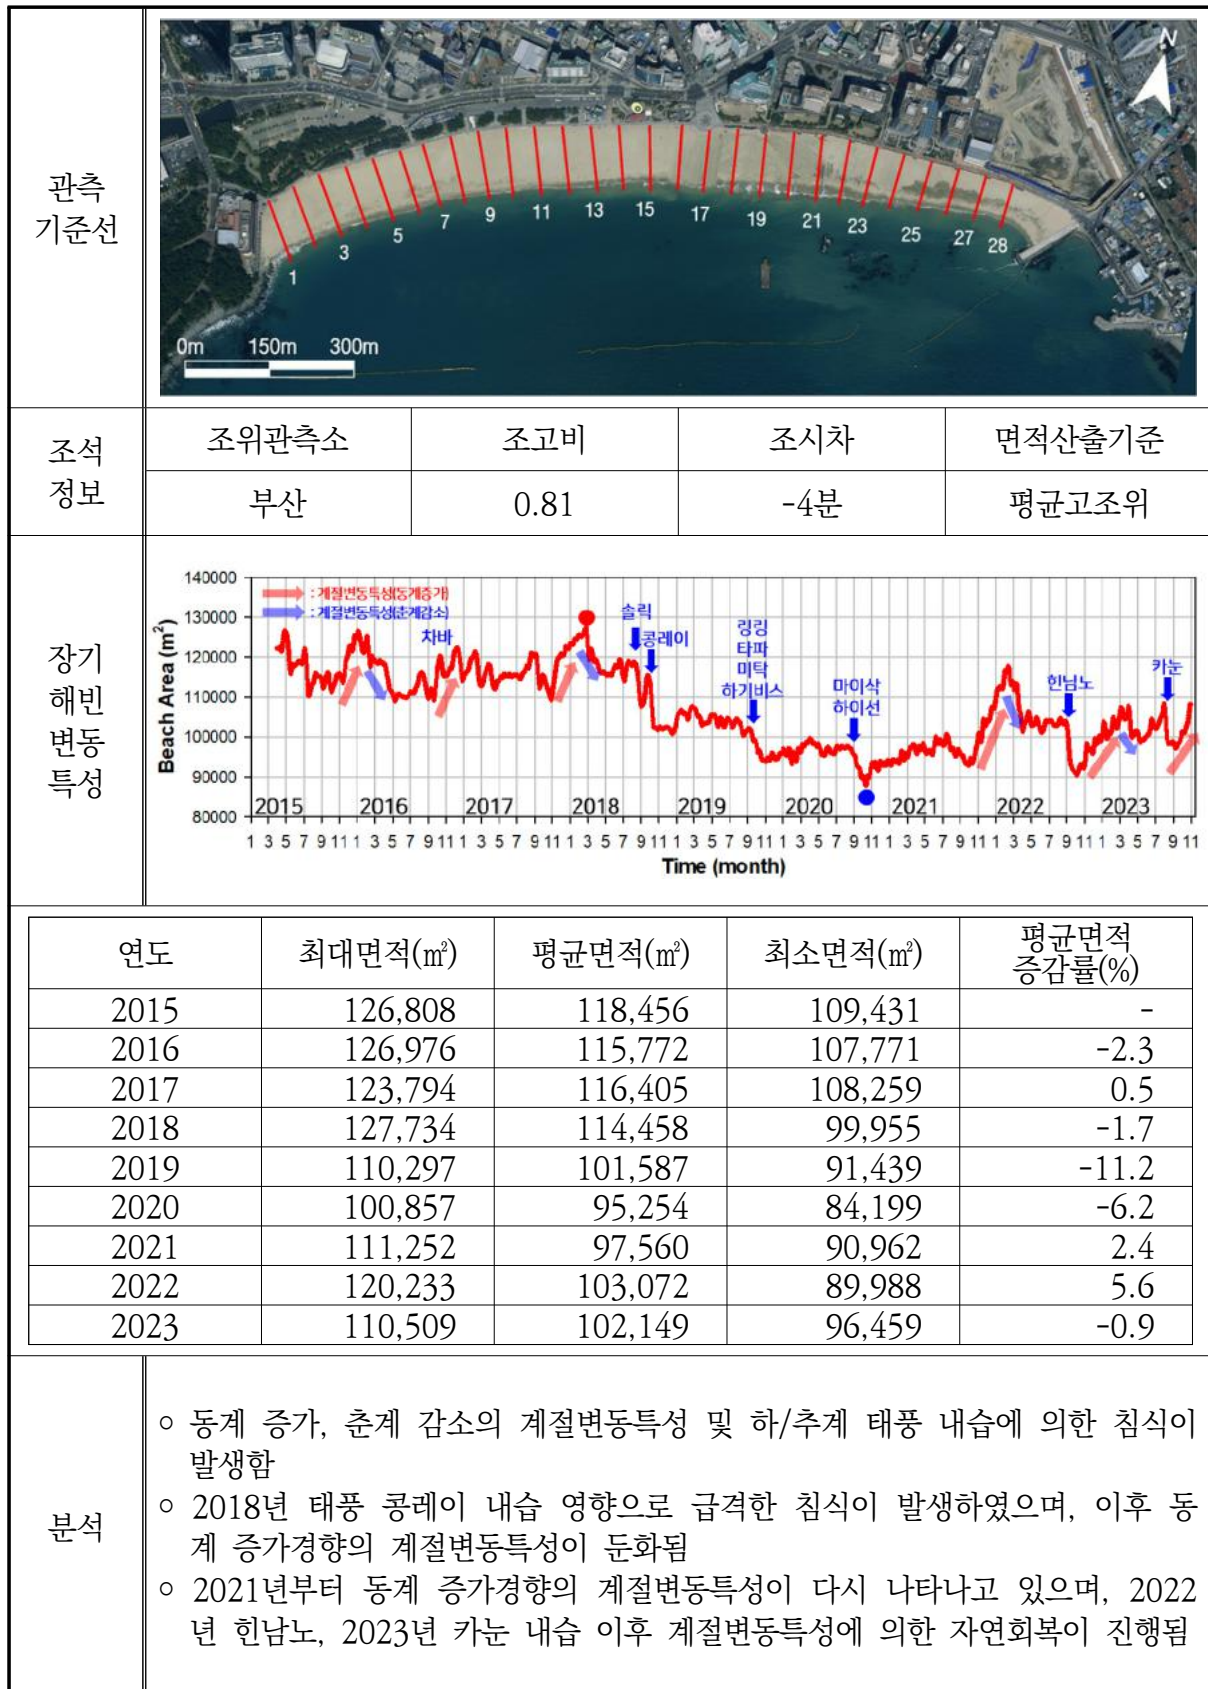 관측
기준선
N
1 3 5 7 9 11 13 15 17 19 21 23 25 27 28
0m 150m 300m
조석
정보
조위관측소 조고비 조시차 면적산출기준
부산 0.81 -4분 평균고조위
장기
해빈
변동
특성
Beach Area (m²)
140000
130000
120000
110000
100000
90000
80000
: 계절변동특성(동계증가)
: 계절변동특성(춘계감소)
차바
솔릭
콩레이
링링
타파
미탁
하기비스
마이삭
하이선
힌남노
카눈
2015 2016 2017 2018 2019 2020 2021 2022 2023
1 3 5 7 9 11 1 3 5 7 9 11 1 3 5 7 9 11 1 3 5 7 9 11 1 3 5 7 9 11 1 3 5 7 9 11 1 3 5 7 9 11 1 3 5 7 9 11 1 3 5 7 9 11
Time (month)
연도 최대면적(㎡) 평균면적(㎡) 최소면적(㎡) 평균면적
증감률(%)
2015 126,808 118,456 109,431 -
2016 126,976 115,772 107,771 -2.3
2017 123,794 116,405 108,259 0.5
2018 127,734 114,458 99,955 -1.7
2019 110,297 101,587 91,439 -11.2
2020 100,857 95,254 84,199 -6.2
2021 111,252 97,560 90,962 2.4
2022 120,233 103,072 89,988 5.6
2023 110,509 102,149 96,459 -0.9
분석
○ 동계 증가, 춘계 감소의 계절변동특성 및 하/추계 태풍 내습에 의한 침식이
발생함
○ 2018년 태풍 콩레이 내습 영향으로 급격한 침식이 발생하였으며, 이후 동
계 증가경향의 계절변동특성이 둔화됨
○ 2021년부터 동계 증가경향의 계절변동특성이 다시 나타나고 있으며, 2022
년 힌남노, 2023년 카눈 내습 이후 계절변동특성에 의한 자연회복이 진행됨